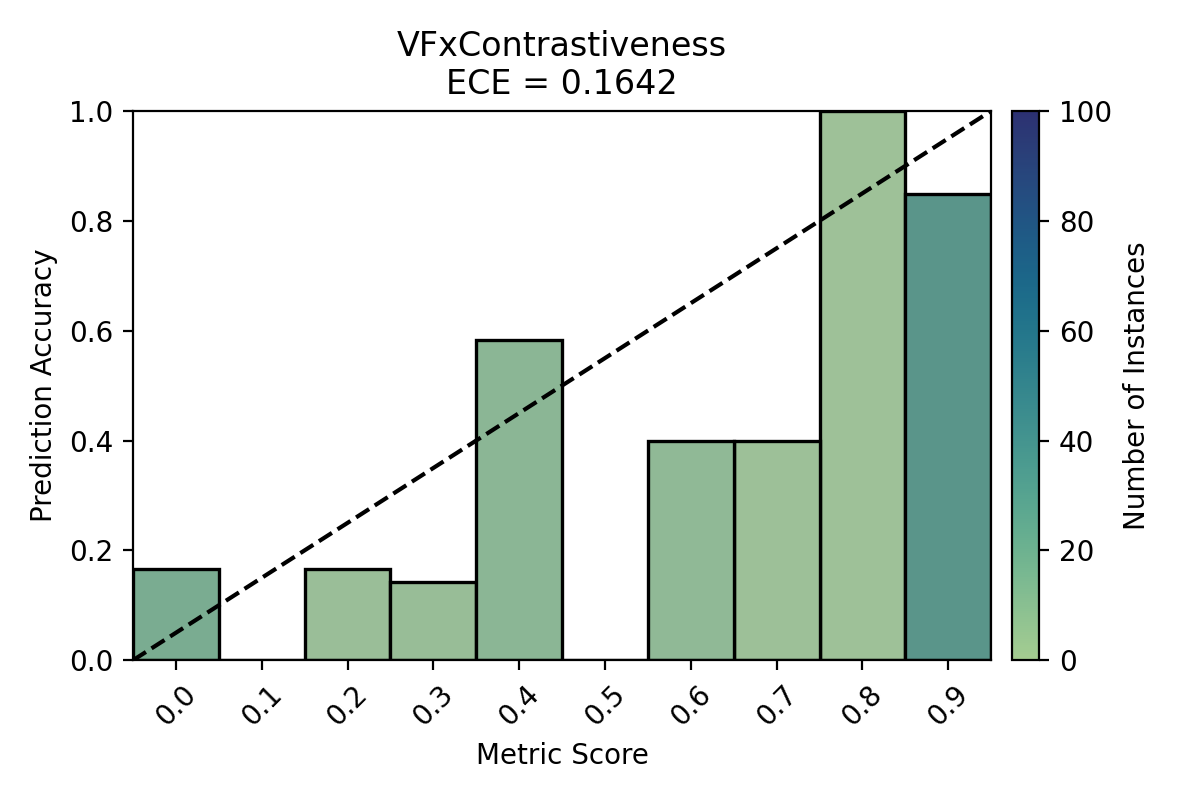 VFxContrastiveness
ECE = 0.1642
1.0
0.8
0.6
0.4
0.2
0.0
Prediction Accuracy
0.0 0.1 0.2 0.3 0.4 0.5 0.6 0.7 0.8 0.9
Metric Score
100
80
60
40
20
0
Number of Instances